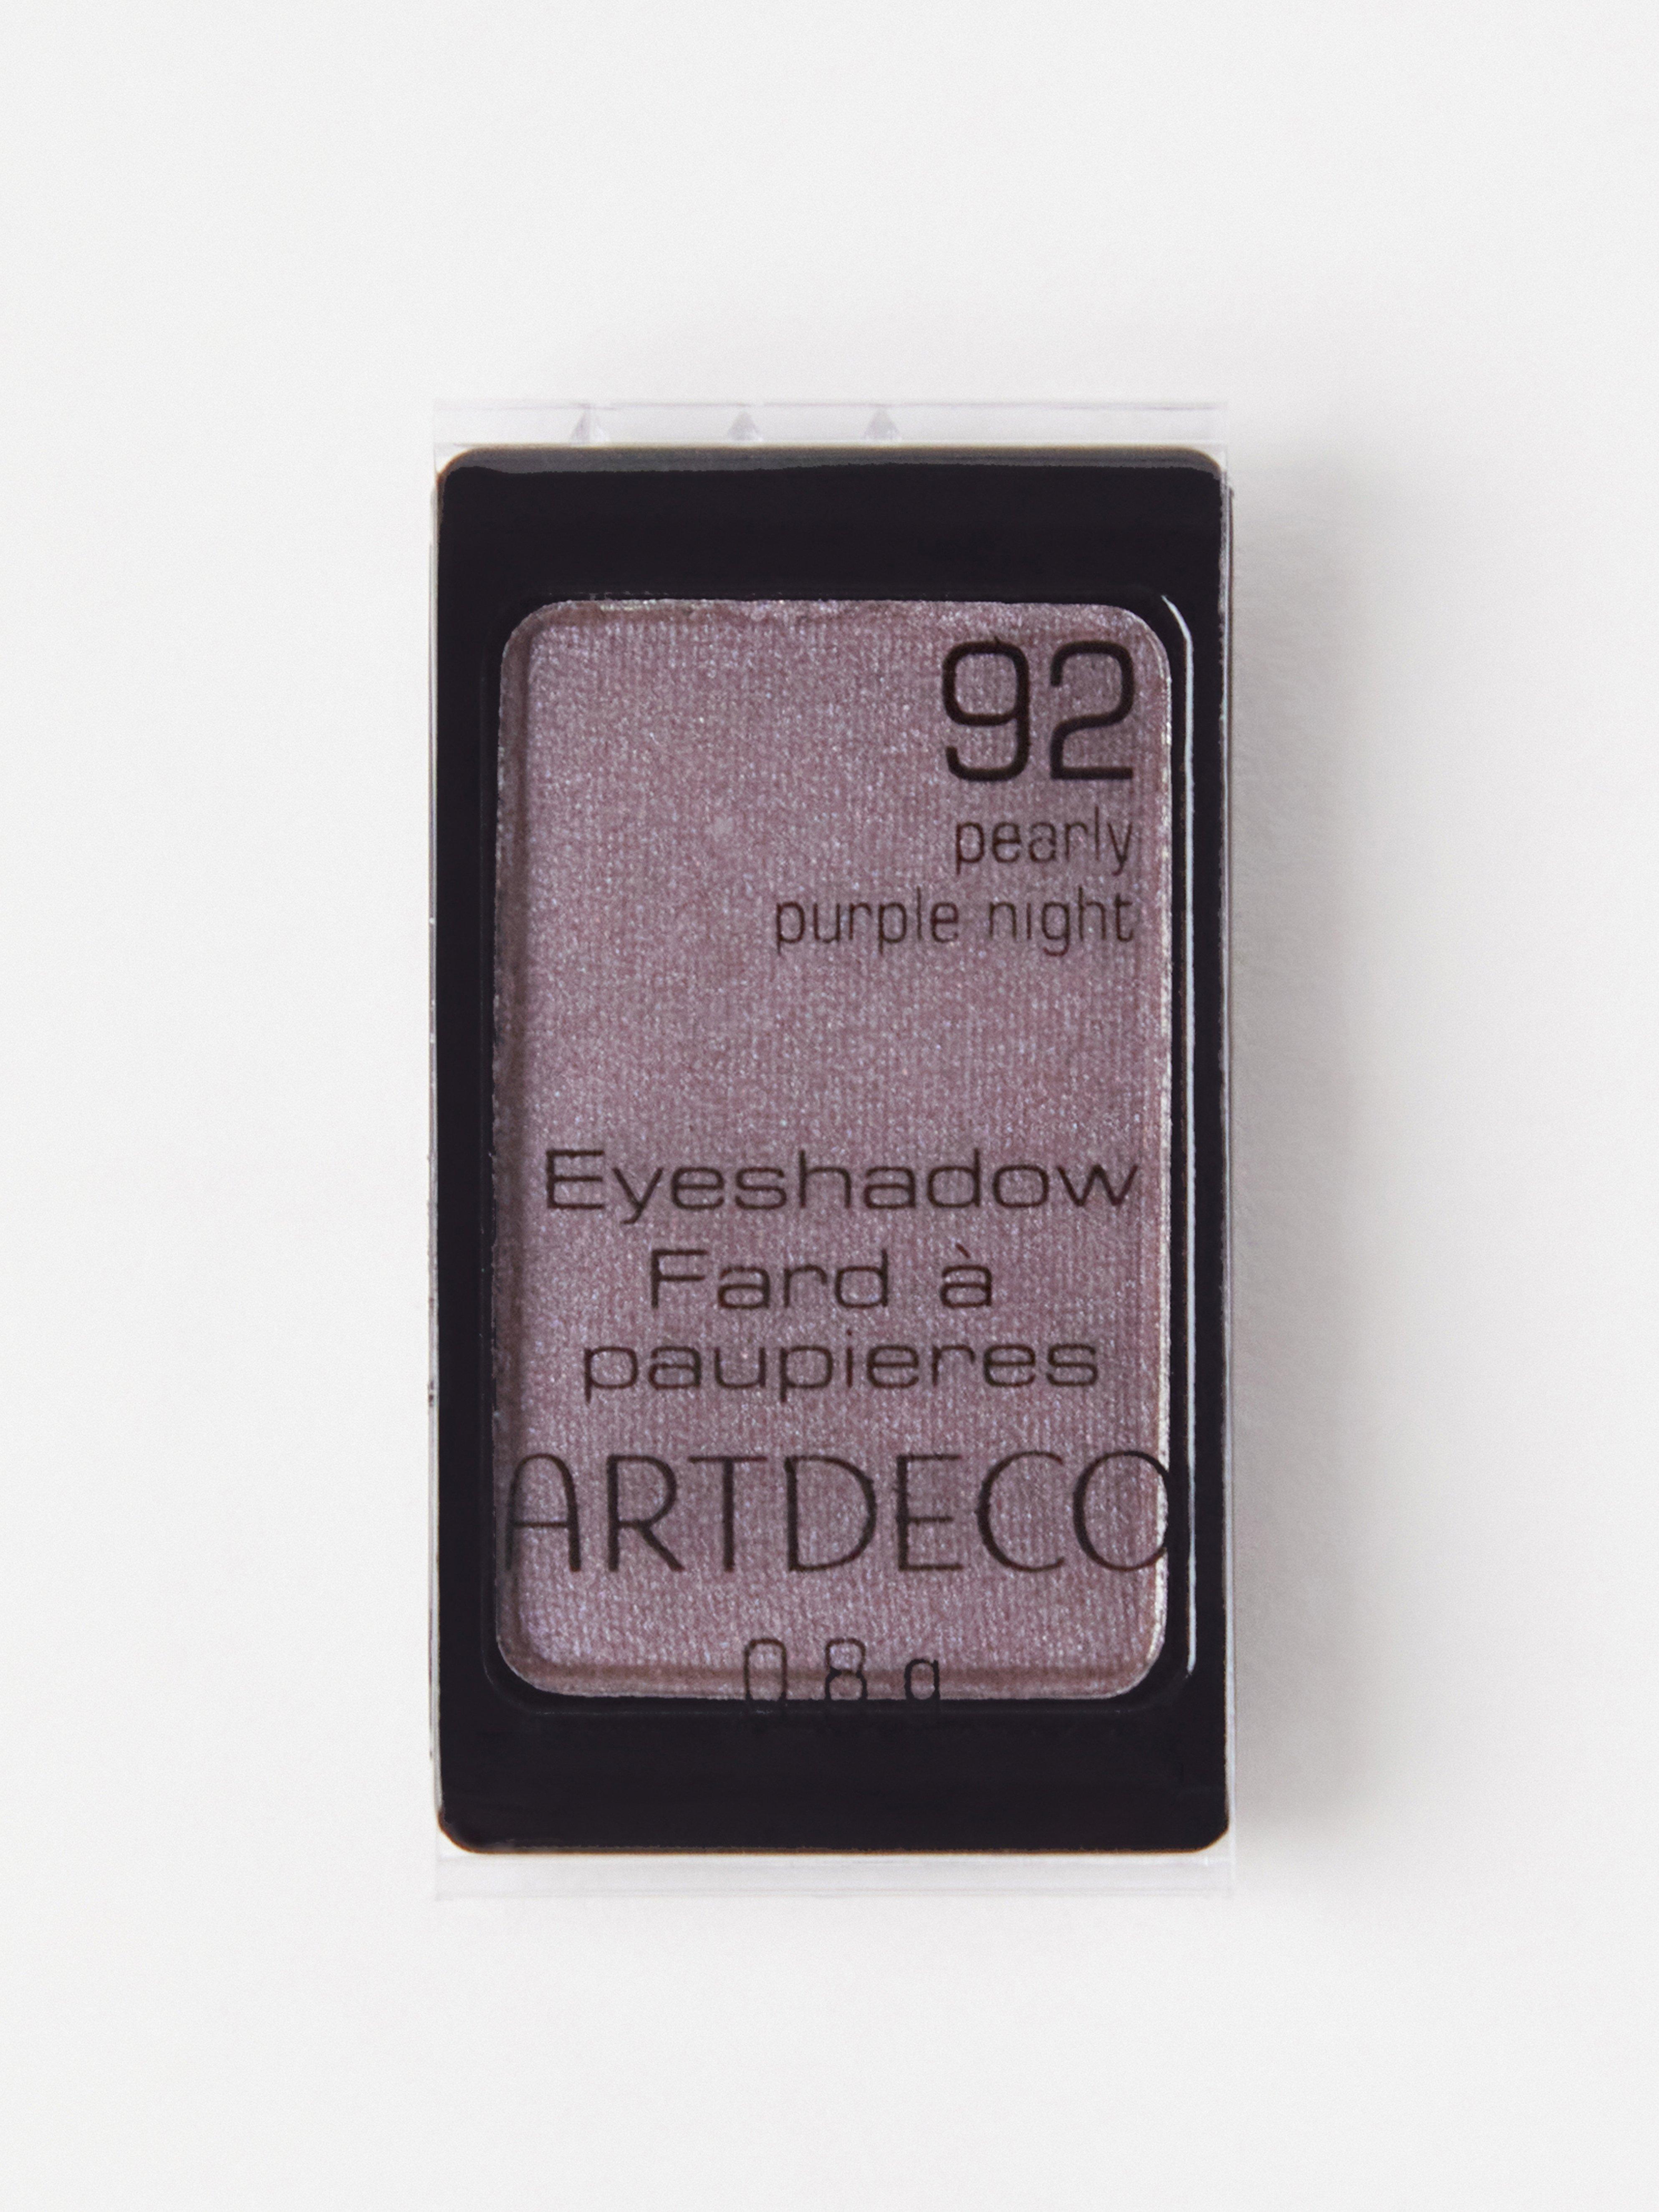 92
pearly
purple night
Eyeshadow
Fard à
paupieres
ARTDECO
0.8 g